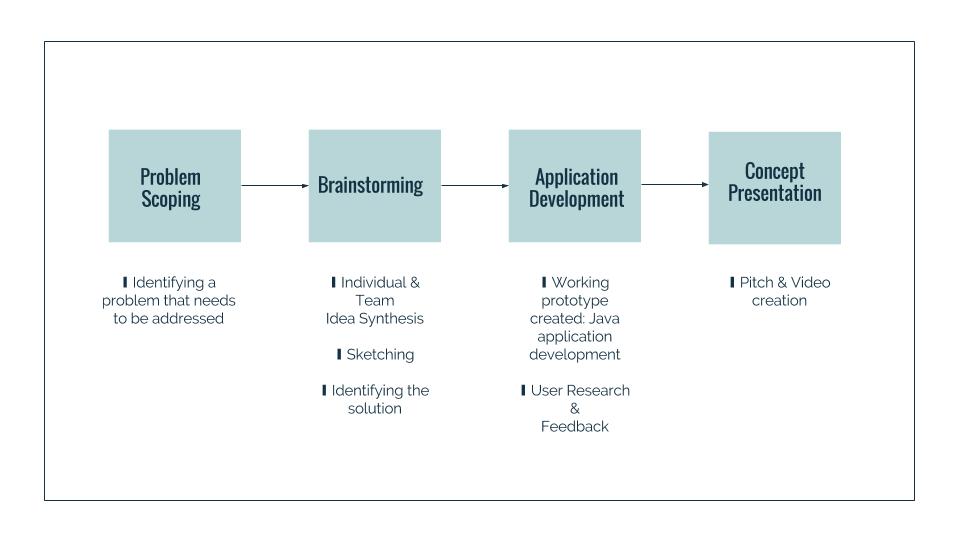 Problem
Scoping
Brainstorming
Application
Development
Concept
Presentation
❙ Identifying a
problem that needs
to be addressed
❙ Individual &
Team
Idea Synthesis
❙ Sketching
❙ Identifying the
solution
❙ Working
prototype
created: Java
application
development
❙ User Research
&
Feedback
❙ Pitch & Video
creation